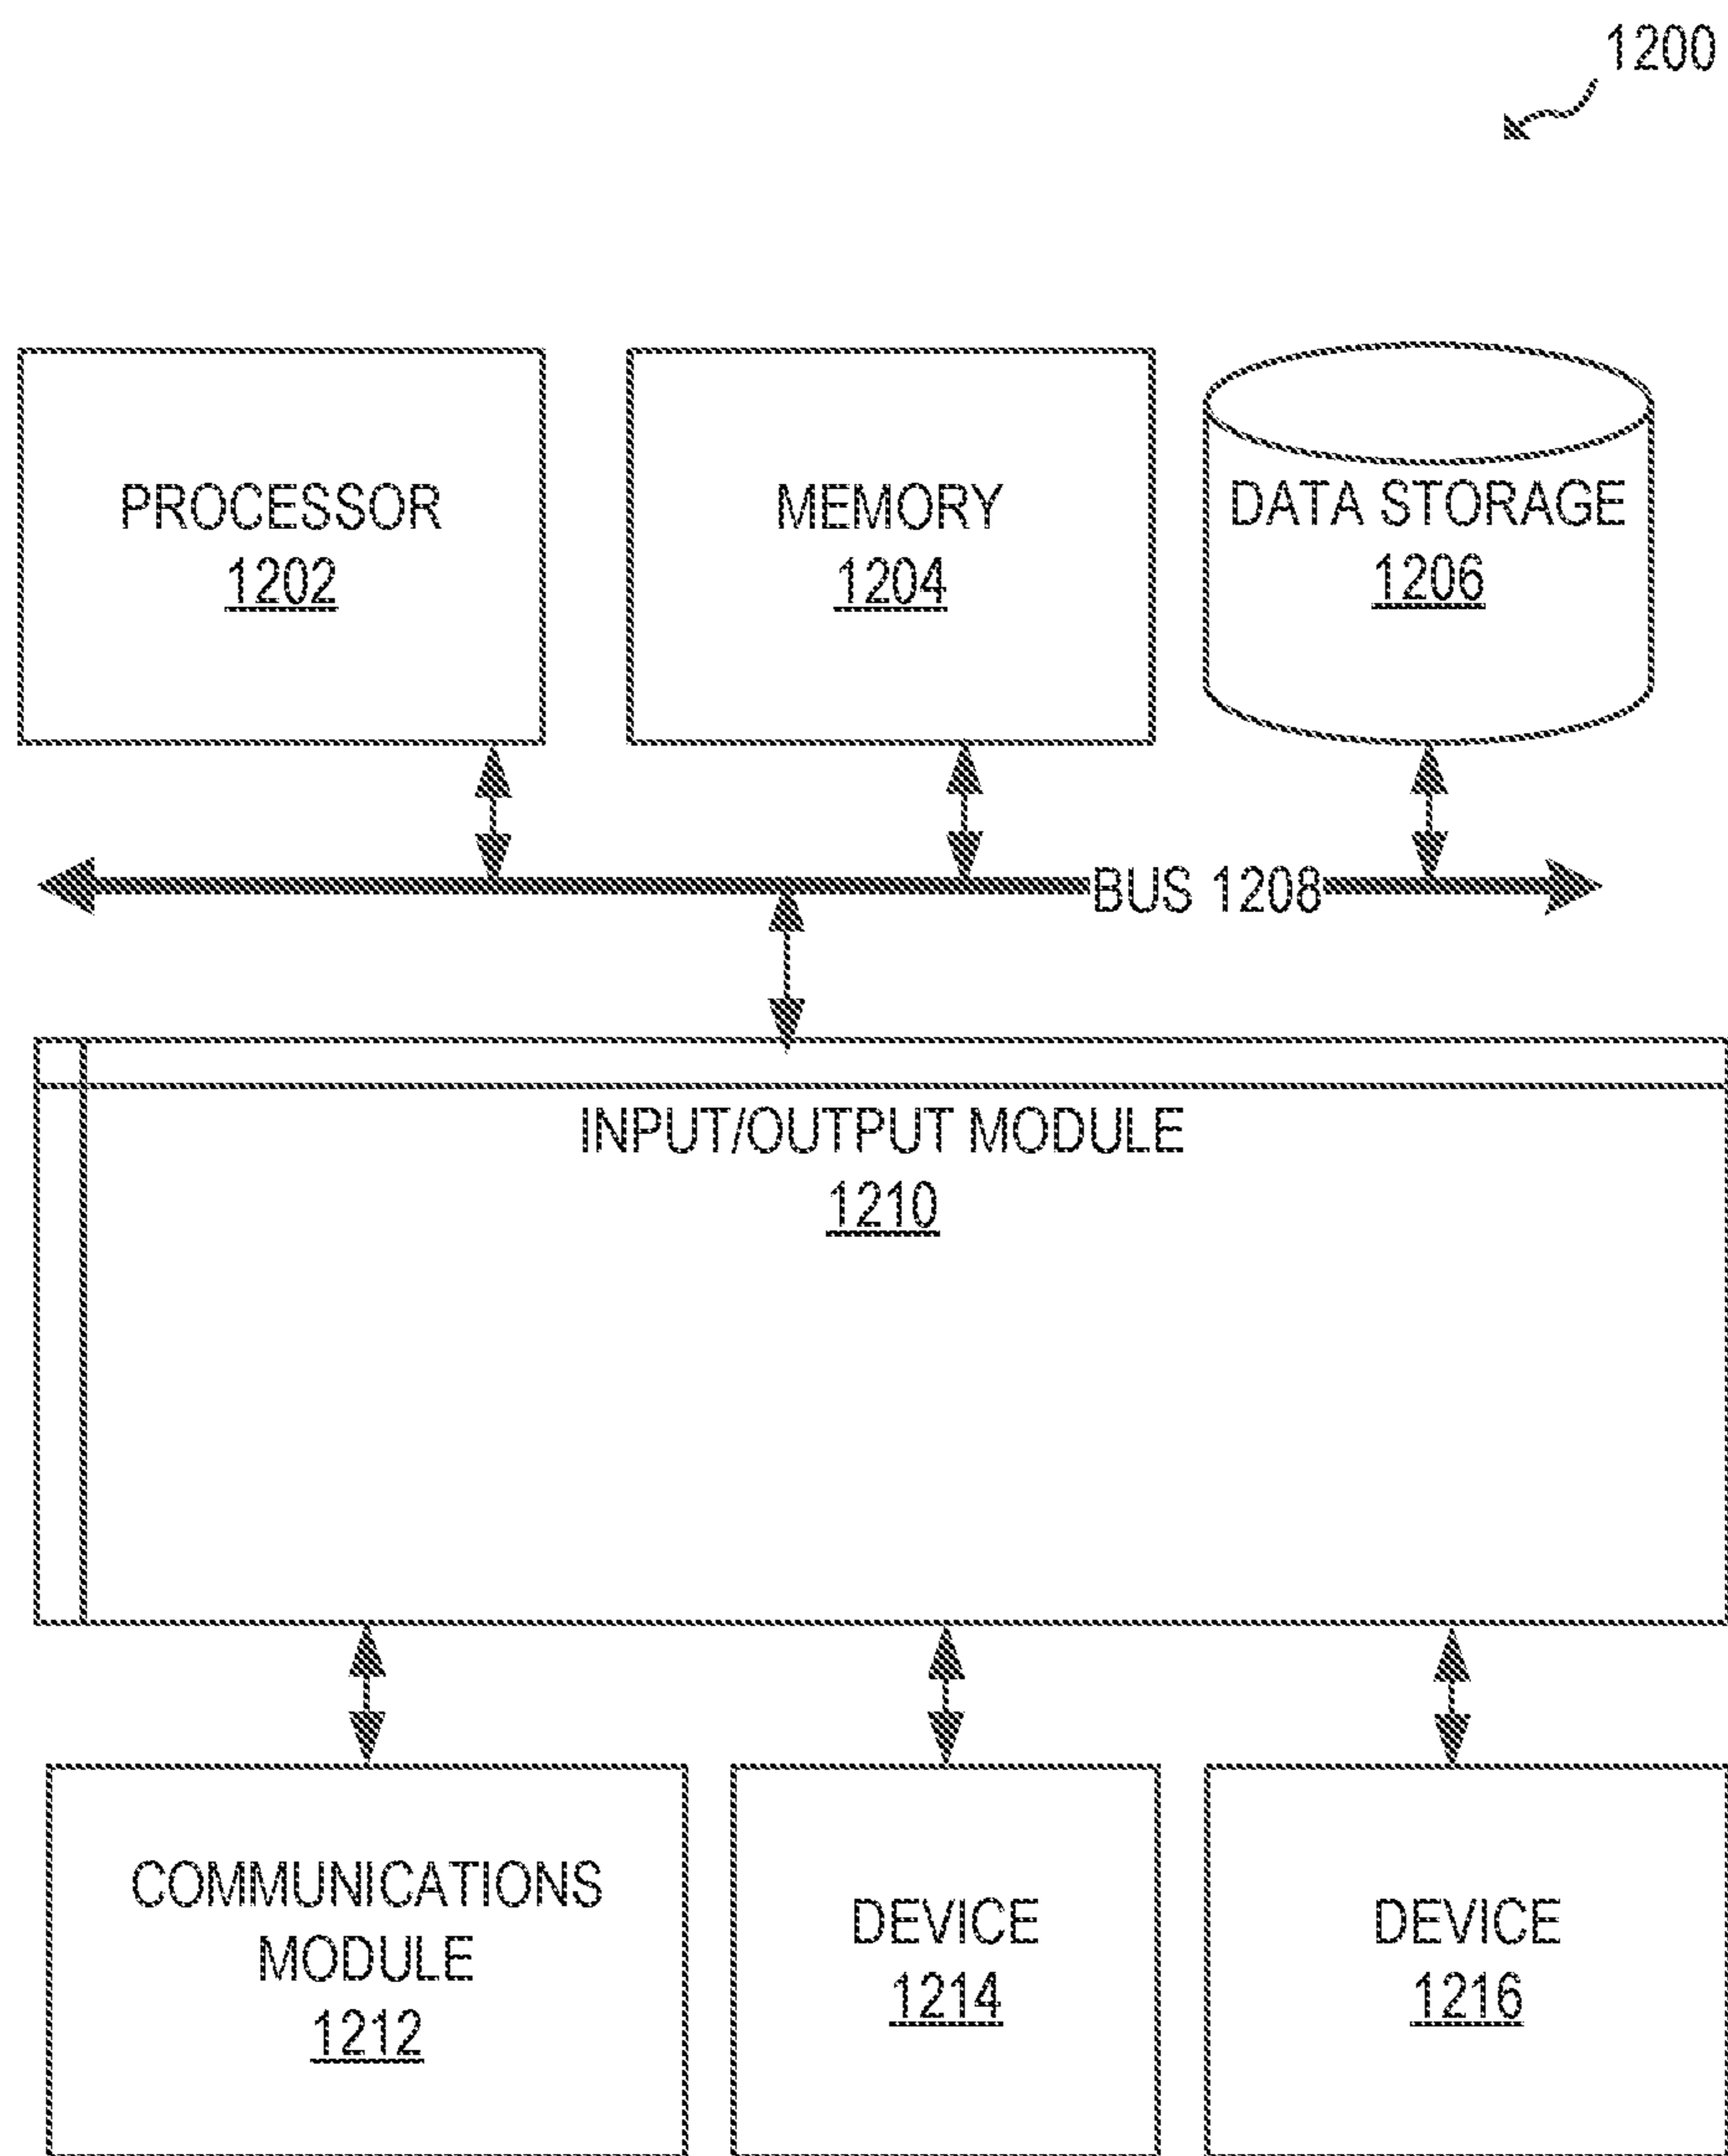 1200
PROCESSOR
1202
MEMORY
1204
DATA STORAGE
1206
BUS 1208
INPUT/OUTPUT MODULE
1210
COMMUNICATIONS
MODULE
1212
DEVICE
1214
DEVICE
1216